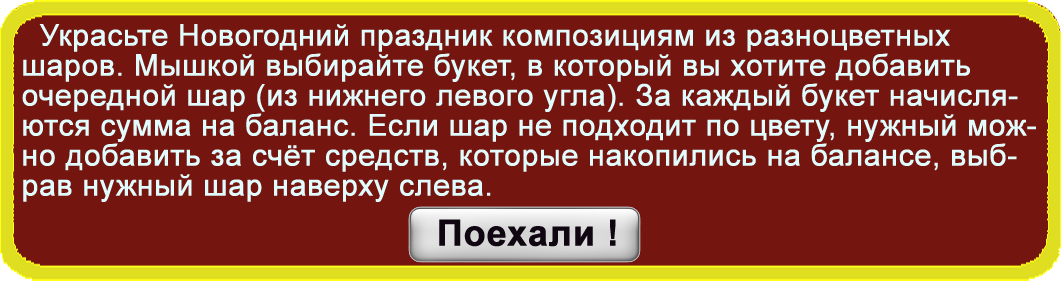 Украсьте Новогодний праздник композициям из разноцветных
шаров. Мышкой выбирайте букет, в который вы хотите добавить
очередной шар (из нижнего левого угла). За каждый букет начисля-
ются сумма на баланс. Если шар не подходит по цвету, нужный мож-
но добавить за счёт средств, которые накопились на балансе, выб-
рав нужный шар наверху слева.
Поехали !